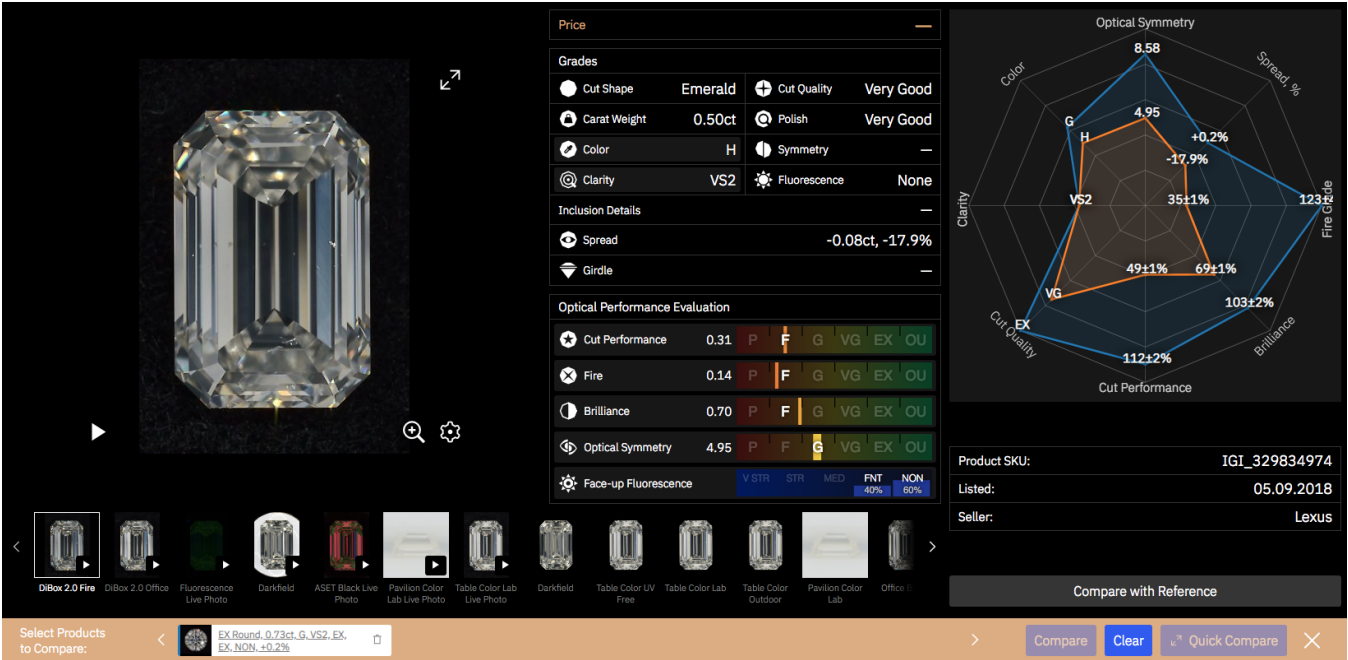 Price
Grades
Cut Shape Emerald
Cut Quality Very Good
Carat Weight 0.50ct
Polish Very Good
Color H
Symmetry —
Clarity VS2
Fluorescence None
Inclusion Details —
Spread -0.08ct, -17.9%
Girdle —
Optical Performance Evaluation
Cut Performance 0.31 P F G VG EX OU
Fire 0.14 P F G VG EX OU
Brilliance 0.70 P F G VG EX OU
Optical Symmetry 4.95 P F G VG EX OU
Face-up Fluorescence V STR STR MED FNT NON
40% 60%
Optical Symmetry
8.58
Color
Spread, %
G
4.95
H
+0.2%
-17.9%
Clarity
VS2
35±1%
123±
Fire Grade
49±1%
69±1%
VG
103±2%
EX
Cut Quality
Brilliance
112±2%
Cut Performance
Product SKU: IGI_329834974
Listed: 05.09.2018
Seller: Lexus
Compare with Reference
DiBox 2.0 Fire
DiBox 2.0 Office
Fluorescence
Live Photo
Darkfield
ASET Black Live
Photo
Pavilion Color
Lab Live Photo
Table Color Lab
Live Photo
Darkfield
Table Color UV
Free
Table Color Lab
Table Color
Outdoor
Pavilion Color
Lab
Office
Select Products
to Compare:
EX Round, 0.73ct, G, VS2, EX,
EX, NON, +0.2%
Compare
Clear
Quick Compare